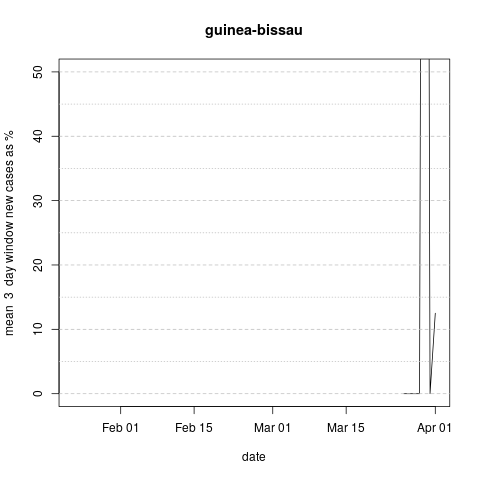 guinea-bissau
mean  3  day window new cases as %
50
40
30
20
10
0
Feb 01
Feb 15
Mar 01
Mar 15
Apr 01
date